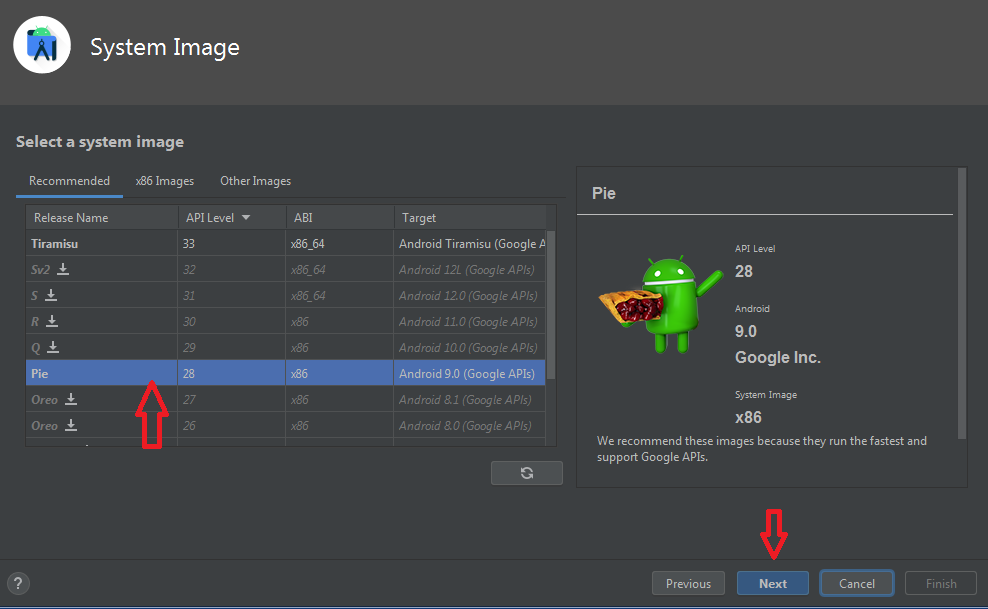 System Image
Select a system image
Recommended x86 Images Other Images
Release Name API Level ABI Target
Tiramisu 33 x86_64 Android Tiramisu (Google A
Sv2 32 x86_64 Android 12L (Google APIs)
S 31 x86_64 Android 12.0 (Google APIs)
R 30 x86 Android 11.0 (Google APIs)
Q 29 x86 Android 10.0 (Google APIs)
Pie 28 x86 Android 9.0 (Google APIs)
Oreo 27 x86 Android 8.1 (Google APIs)
Oreo 26 x86 Android 8.0 (Google APIs)
Pie
API Level
28
Android
9.0
Google Inc.
System Image
x86
We recommend these images because they run the fastest and
support Google APIs.
? Previous Next Cancel Finish